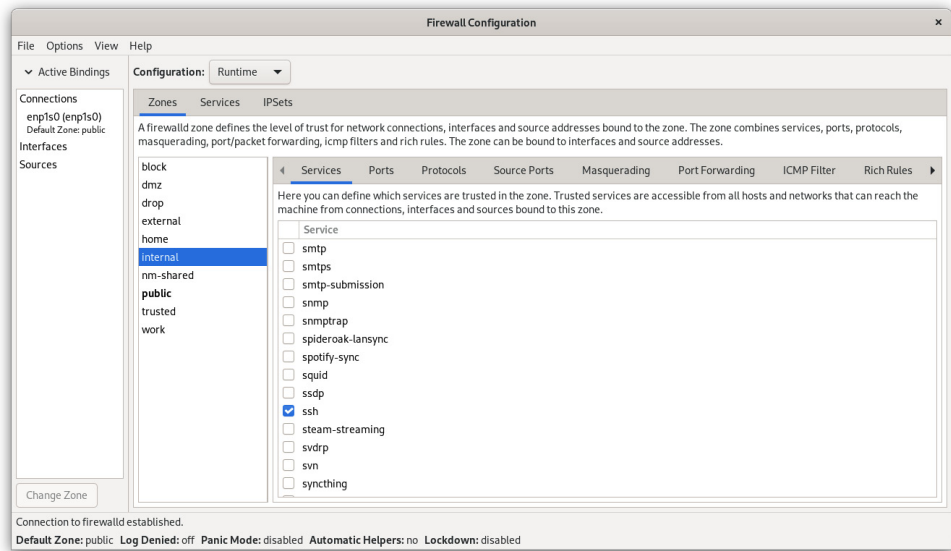 Firewall Configuration
File Options View Help
Active Bindings
Configuration: Runtime
Connections
enp1s0 (enp1s0)
Default Zone: public
Interfaces
Sources
Zones Services IPSets
A firewalld zone defines the level of trust for network connections, interfaces and source addresses bound to the zone. The zone combines services, ports, protocols,
masquerading, port/packet forwarding, icmp filters and rich rules. The zone can be bound to interfaces and source addresses.
block
dmz
drop
external
home
internal
nm-shared
public
trusted
work
Services Ports Protocols Source Ports Masquerading Port Forwarding ICMP Filter Rich Rules
Here you can define which services are trusted in the zone. Trusted services are accessible from all hosts and networks that can reach the
machine from connections, interfaces and sources bound to this zone.
Service
smtp
smtps
smtp-submission
snmp
snmptrap
spideroak-lansync
spotify-sync
squid
ssdp
ssh
steam-streaming
svdrp
svn
syncthing
Change Zone
Connection to firewalld established.
Default Zone: public Log Denied: off Panic Mode: disabled Automatic Helpers: no Lockdown: disabled